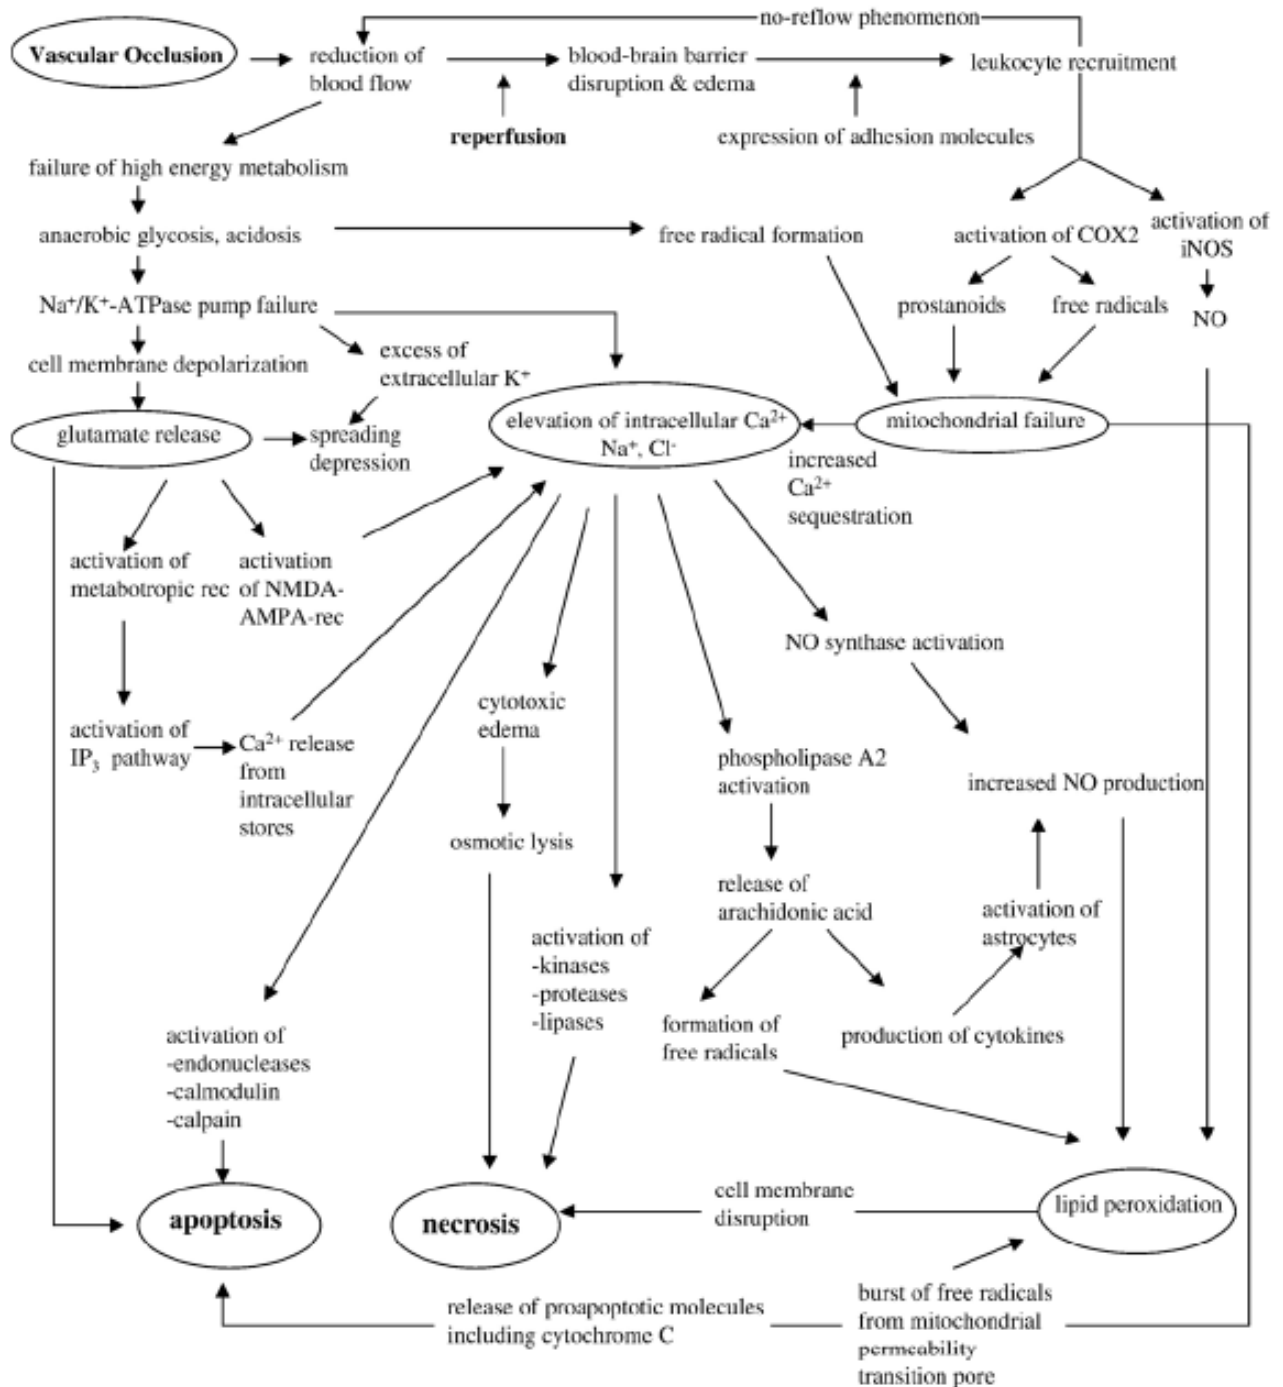 no-reflow phenomenon
Vascular Occlusion
reduction of
blood flow
blood-brain barrier
disruption & edema
leukocyte recruitment
reperfusion
expression of adhesion molecules
failure of high energy metabolism
anaerobic glycosis, acidosis
free radical formation
activation of COX2
activation of
iNOS
Na⁺/K⁺-ATPase pump failure
prostanoids
free radicals
NO
cell membrane depolarization
excess of
extracellular K⁺
glutamate release
spreading
depression
elevation of intracellular Ca²⁺
Na⁺, Cl⁻
mitochondrial failure
increased
Ca²⁺
sequestration
activation of
metabotropic rec
activation
of NMDA-
AMPA-rec
NO synthase activation
cytotoxic
edema
activation of
IP₃ pathway
Ca²⁺ release
from
intracellular
stores
phospholipase A2
activation
increased NO production
osmotic lysis
release of
arachidonic acid
activation of
astrocytes
activation of
-kinases
-proteases
-lipases
formation of
free radicals
production of cytokines
activation of
-endonucleases
-calmodulin
-calpain
apoptosis
necrosis
cell membrane
disruption
lipid peroxidation
release of proapoptotic molecules
including cytochrome C
burst of free radicals
from mitochondrial
permeability
transition pore